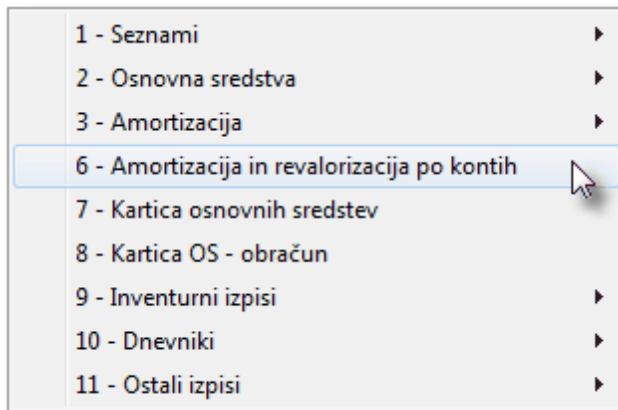 1 - Seznami
2 - Osnovna sredstva
3 - Amortizacija
6 - Amortizacija in revalorizacija po kontih
7 - Kartica osnovnih sredstev
8 - Kartica OS - obračun
9 - Inventurni izpisi
10 - Dnevniki
11 - Ostali izpisi